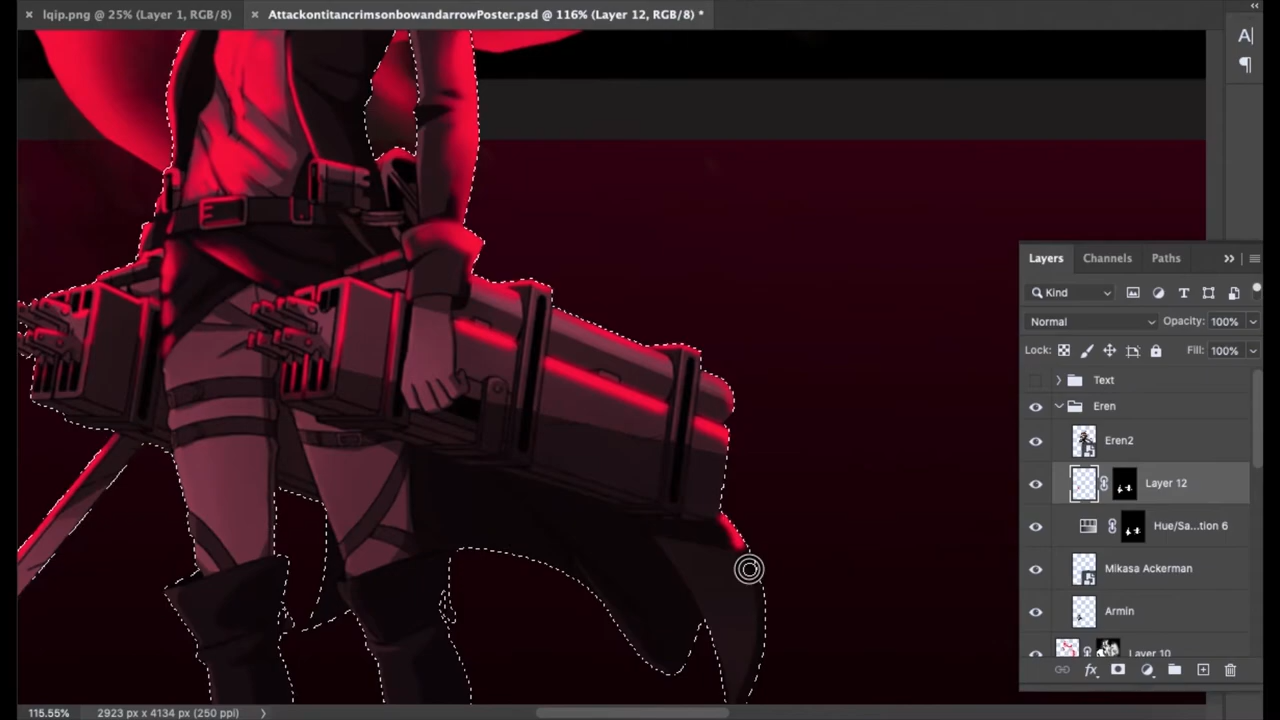 lqip.png @ 25% (Layer 1, RGB/8)
AttackontitancrimsonbowandarrowPoster.psd @ 116% (Layer 12, RGB/8) *
A|
¶
Layers
Channels
Paths
Kind
Normal
Opacity: 100%
Lock:
Fill: 100%
Text
Eren
Eren2
Layer 12
Hue/Sa...tion 6
Mikasa Ackerman
Armin
Layer 10
fx
115.55%
2923 px x 4134 px (250 ppi)